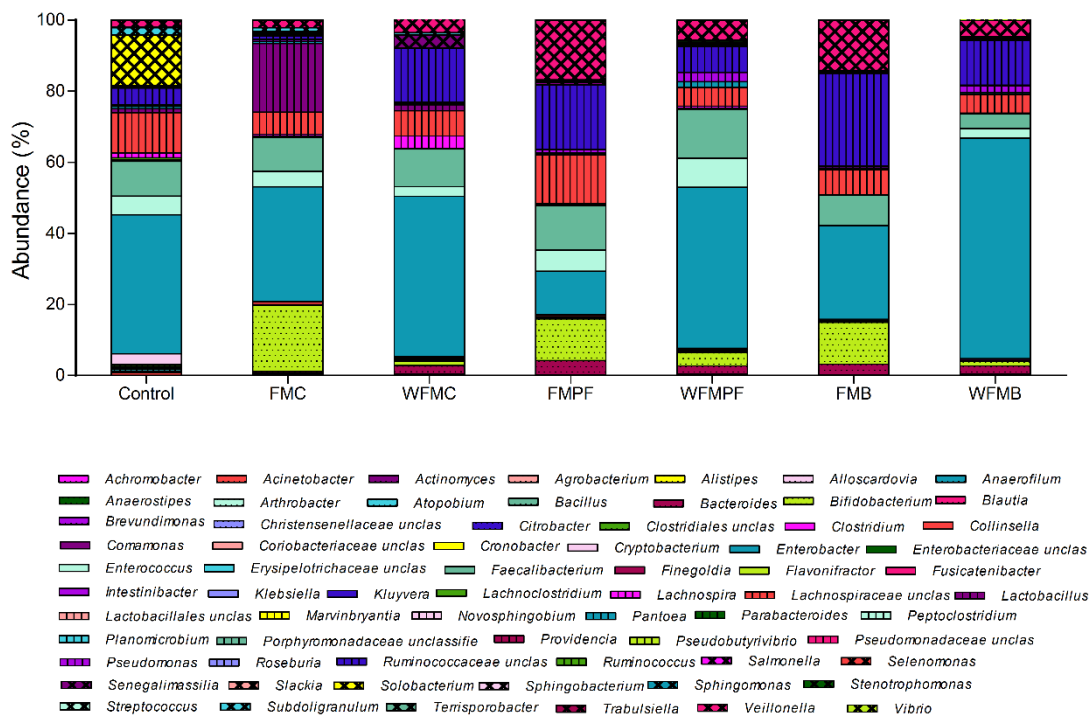 100
80
60
40
20
0
Abundance (%)
Control FMC WFMC FMPF WFMPF FMB WFMB
Achromobacter Acinetobacter Actinomyces Agrobacterium Alistipes Alloscardovia Anaerofilum
Anaerostipes Arthrobacter Atopobium Bacillus Bacteroides Bifidobacterium Blautia
Brevundimonas Christensenellaceae unclas Citrobacter Clostridiales unclas Clostridium Collinsella
Comamonas Coriobacteriaceae unclas Cronobacter Cryptobacterium Enterobacter Enterobacteriaceae unclas
Enterococcus Erysipelotrichaceae unclas Faecalibacterium Finegoldia Flavonifractor Fusicatenibacter
Intestinibacter Klebsiella Kluyvera Lachnoclostridium Lachnospira Lachnospiraceae unclas Lactobacillus
Lactobacillales unclas Marvinbryantia Novosphingobium Pantoea Parabacteroides Peptoclostridium
Planomicrobium Porphyromonadaceae unclassifie Providencia Pseudobutyrivibrio Pseudomonadaceae unclas
Pseudomonas Roseburia Ruminococcaceae unclas Ruminococcus Salmonella Selenomonas
Senegalimassilia Slackia Solobacterium Sphingobacterium Sphingomonas Stenotrophomonas
Streptococcus Subdoligranulum Terrisporobacter Trabulsiella Veillonella Vibrio